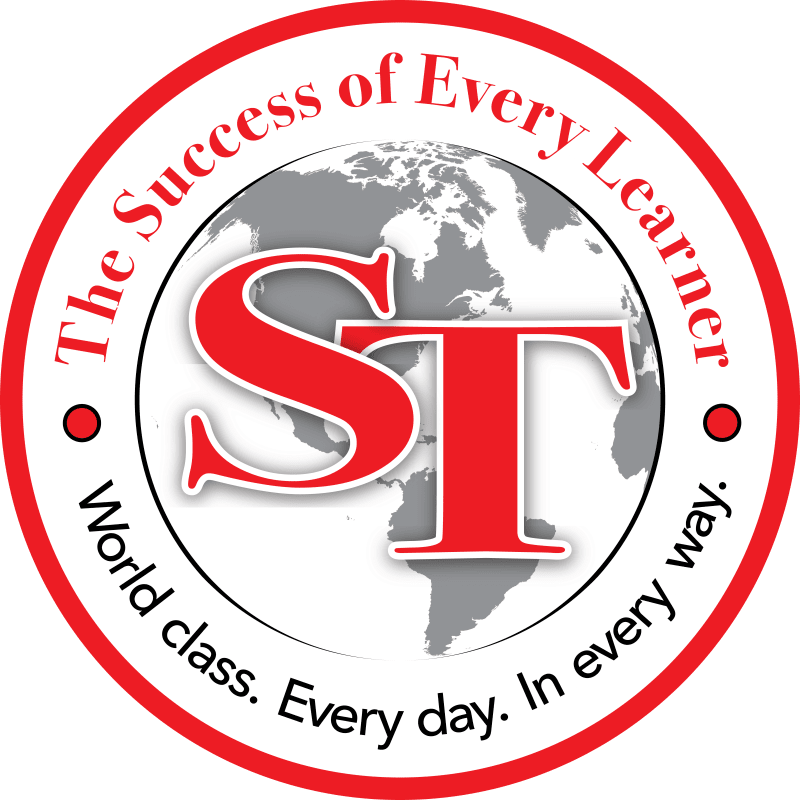 The Success of Every Learner
ST
World class. Every day. In every way.